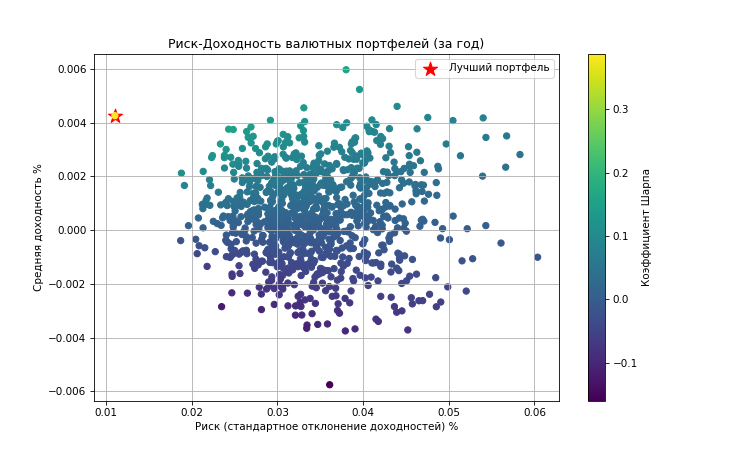 Риск-Доходность валютных портфелей (за год)
Лучший портфель
Средняя доходность %
0.006
0.004
0.002
0.000
−0.002
−0.004
−0.006
0.01 0.02 0.03 0.04 0.05 0.06
Риск (стандартное отклонение доходностей) %
0.3
0.2
0.1
0.0
−0.1
Коэффициент Шарпа